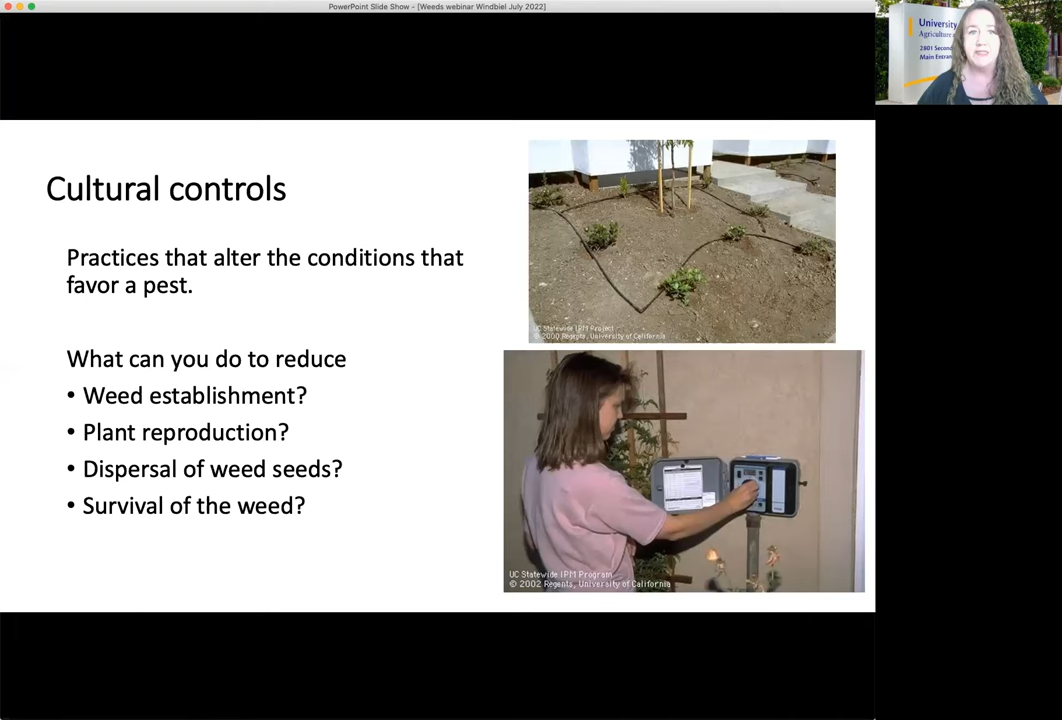 PowerPoint Slide Show - [Weeds webinar Windbiel July 2022]
University
Agriculture
2801 Second
Main Entran
Cultural controls
Practices that alter the conditions that
favor a pest.
What can you do to reduce
• Weed establishment?
• Plant reproduction?
• Dispersal of weed seeds?
• Survival of the weed?
UC Statewide IPM Project
© 2000 Regents, University of California
UC Statewide IPM Program
© 2002 Regents, University of California